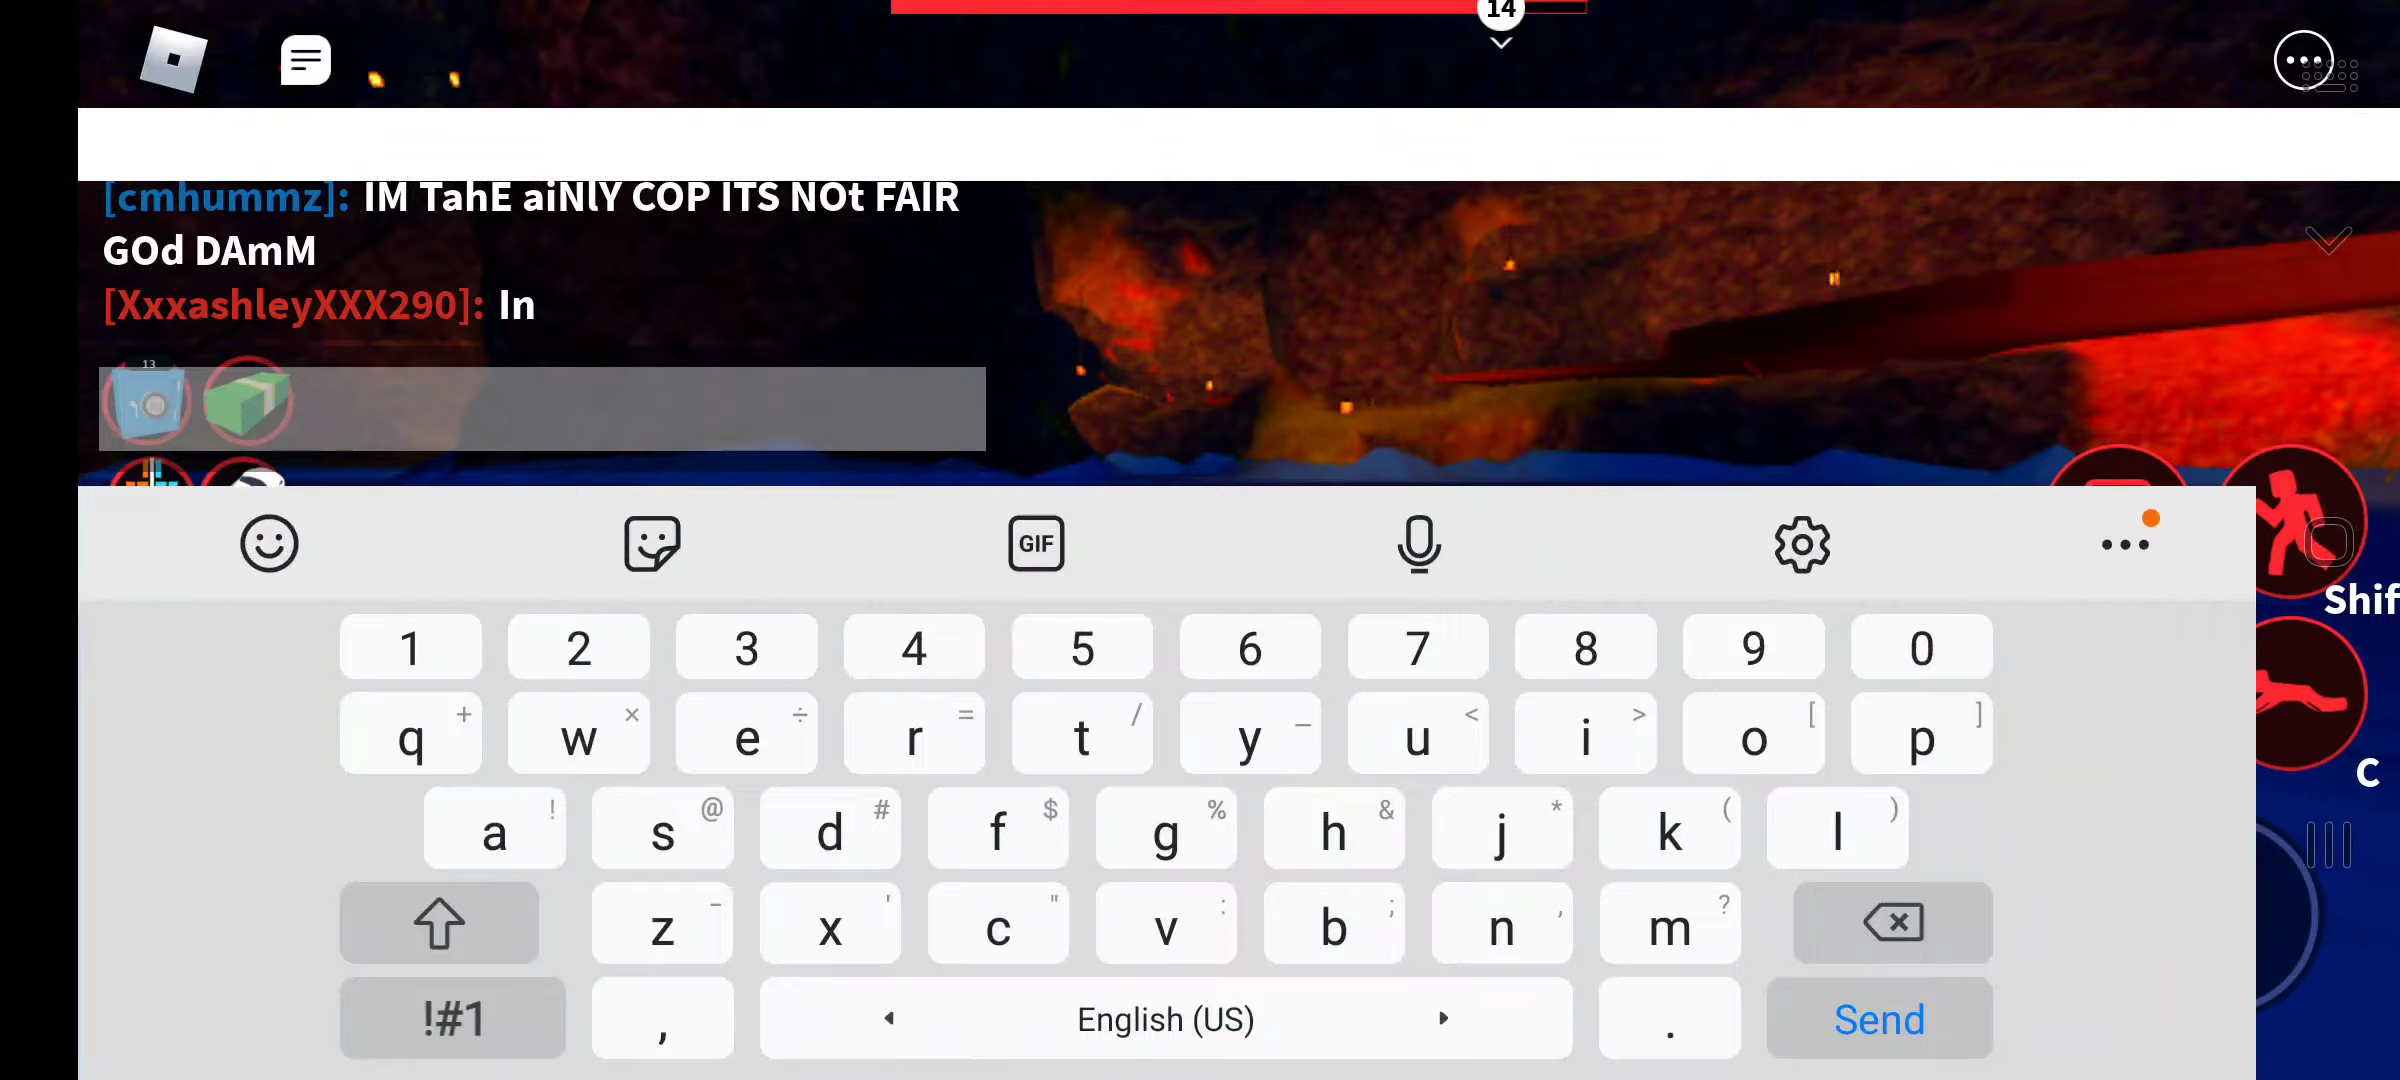 14
[cmhummz]: IM TahE aiNlY COP ITS NOt FAIR
GOd DAmM
[XxxashleyXXX290]: In
13
GIF
Shif
1 2 3 4 5 6 7 8 9 0
q + w × e ÷ r = t / y _ u < i > o [ p ]
C
a ! s @ d # f $ g % h & j * k ( l )
z - x ' c " v : b ; n , m ?
!#1 , English (US) . Send